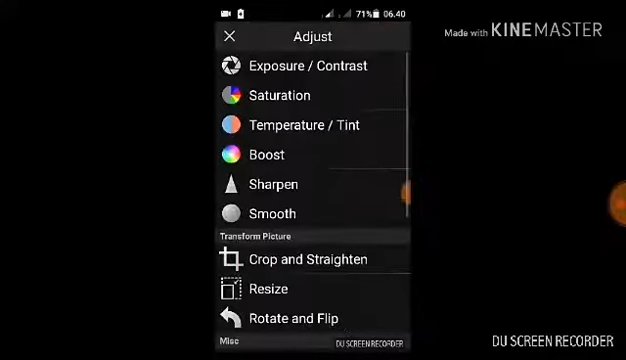 71% 06.40
Adjust
Made with KINEMASTER
Exposure / Contrast
Saturation
Temperature / Tint
Boost
Sharpen
Smooth
Transform Picture
Crop and Straighten
Resize
Rotate and Flip
Misc
DU SCREEN RECORDER
DU SCREEN RECORDER